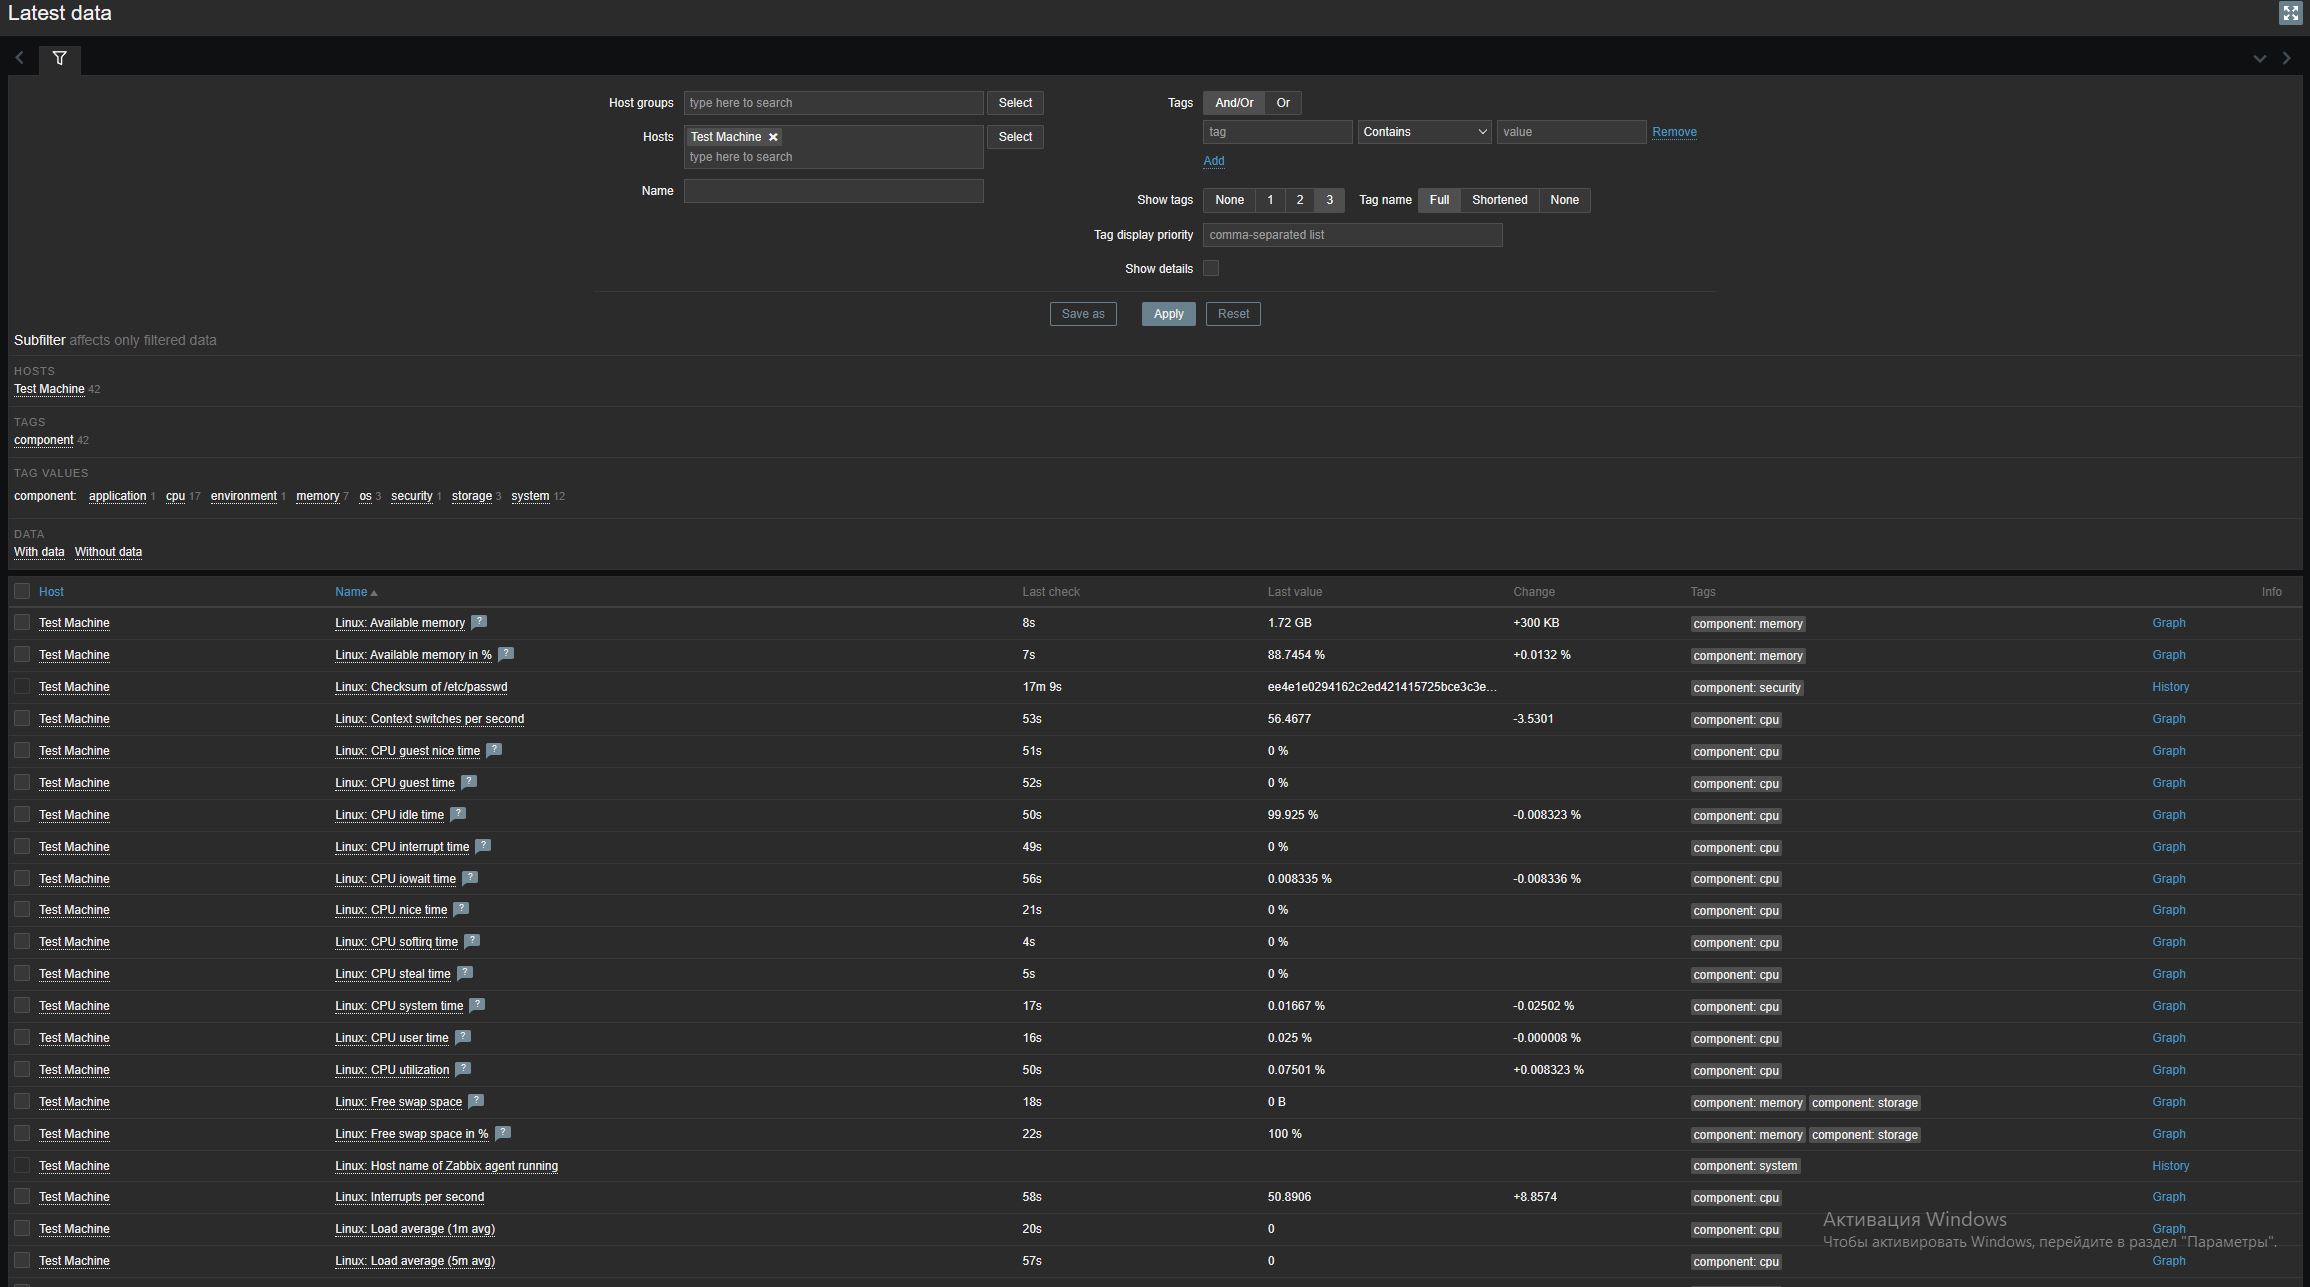 Latest data
Host groups type here to search Select Tags And/Or Or
Hosts Test Machine Select tag Contains value Remove
type here to search
Add
Name
Show tags None 1 2 3 Tag name Full Shortened None
Tag display priority comma-separated list
Show details
Save as Apply Reset
Subfilter affects only filtered data
HOSTS
Test Machine 42
TAGS
component 42
TAG VALUES
component: application 1 cpu 17 environment 1 memory 7 os 3 security 1 storage 3 system 12
DATA
With data Without data
Host Name Last check Last value Change Tags Info
Test Machine Linux: Available memory ? 8s 1.72 GB +300 KB component: memory Graph
Test Machine Linux: Available memory in % ? 7s 88.7454 % +0.0132 % component: memory Graph
Test Machine Linux: Checksum of /etc/passwd 17m 9s ee4e1e0294162c2ed421415725bce3c3e... component: security History
Test Machine Linux: Context switches per second 53s 56.4677 -3.5301 component: cpu Graph
Test Machine Linux: CPU guest nice time ? 51s 0 % component: cpu Graph
Test Machine Linux: CPU guest time ? 52s 0 % component: cpu Graph
Test Machine Linux: CPU idle time ? 50s 99.925 % -0.008323 % component: cpu Graph
Test Machine Linux: CPU interrupt time ? 49s 0 % component: cpu Graph
Test Machine Linux: CPU iowait time ? 56s 0.008335 % -0.008336 % component: cpu Graph
Test Machine Linux: CPU nice time ? 21s 0 % component: cpu Graph
Test Machine Linux: CPU softirq time ? 4s 0 % component: cpu Graph
Test Machine Linux: CPU steal time ? 5s 0 % component: cpu Graph
Test Machine Linux: CPU system time ? 17s 0.01667 % -0.02502 % component: cpu Graph
Test Machine Linux: CPU user time ? 16s 0.025 % -0.000008 % component: cpu Graph
Test Machine Linux: CPU utilization ? 50s 0.07501 % +0.008323 % component: cpu Graph
Test Machine Linux: Free swap space ? 18s 0 B component: memory component: storage Graph
Test Machine Linux: Free swap space in % ? 22s 100 % component: memory component: storage Graph
Test Machine Linux: Host name of Zabbix agent running component: system History
Test Machine Linux: Interrupts per second 58s 50.8906 +8.8574 component: cpu Graph
Активация Windows
Test Machine Linux: Load average (1m avg) 20s 0 component: cpu Graph
Чтобы активировать Windows, перейдите в раздел "Параметры".
Test Machine Linux: Load average (5m avg) 57s 0 component: cpu Graph